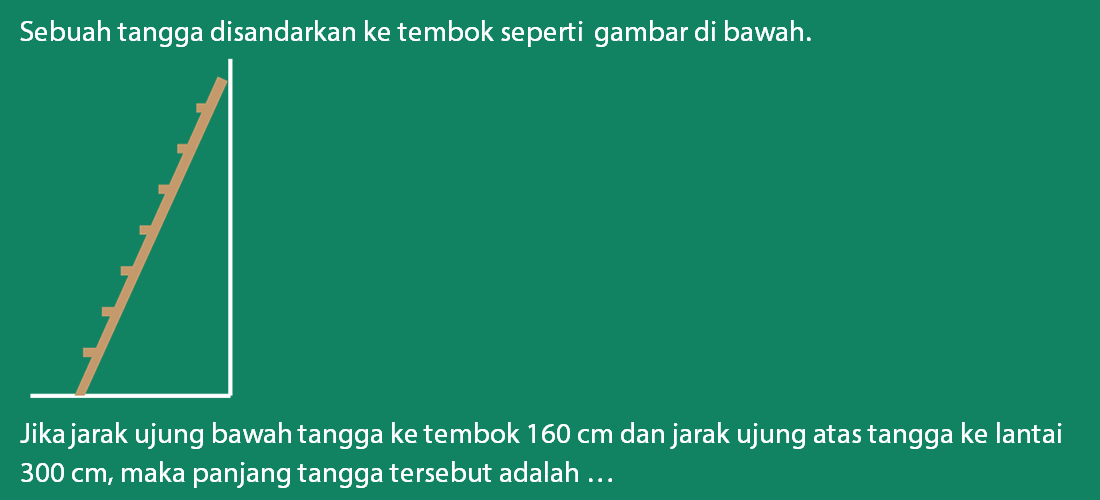 Sebuah tangga disandarkan ke tembok seperti gambar di bawah.
Jika jarak ujung bawah tangga ke tembok 160 cm dan jarak ujung atas tangga ke lantai
300 cm, maka panjang tangga tersebut adalah ...